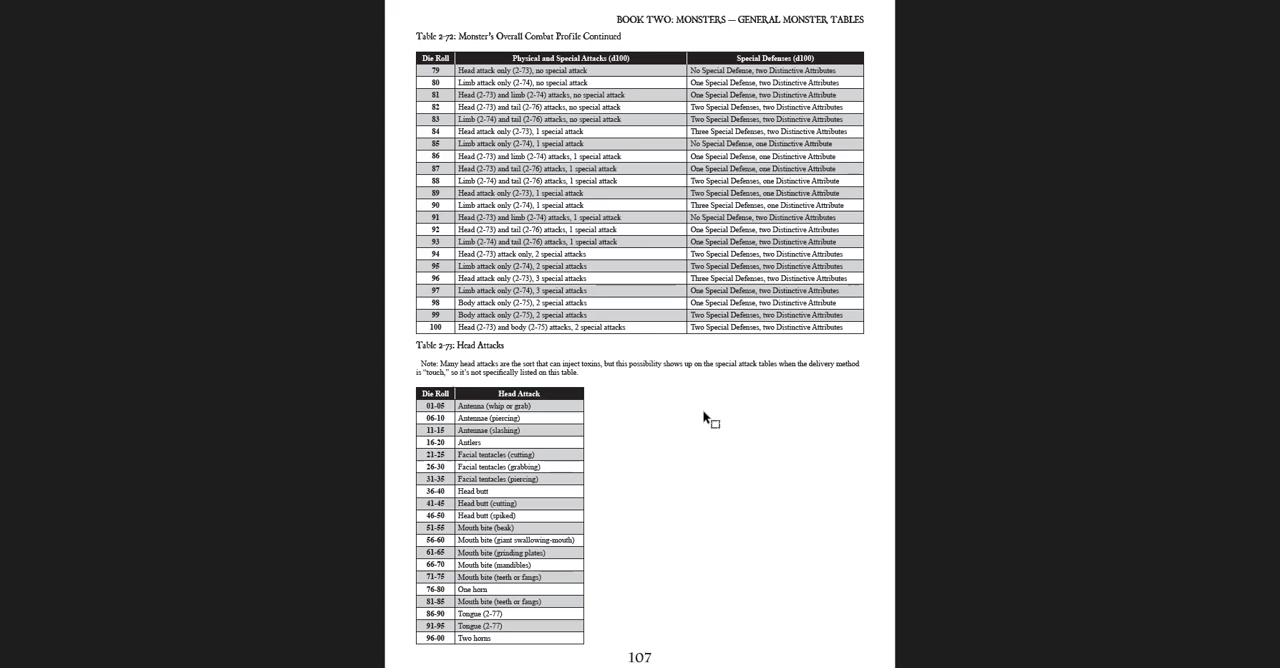 BOOK TWO: MONSTERS — GENERAL MONSTER TABLES
Table 2-72: Monster's Overall Combat Profile Continued
Die Roll Physical and Special Attacks (d100) Special Defenses (d100)
79 Head attack only (2-73), no special attack No Special Defense, two Distinctive Attributes
80 Limb attack only (2-74), no special attack One Special Defense, two Distinctive Attributes
81 Head (2-73) and limb (2-74) attacks, no special attack One Special Defense, two Distinctive Attribute
82 Head (2-73) and tail (2-76) attacks, no special attack Two Special Defenses, two Distinctive Attributes
83 Limb (2-74) and tail (2-76) attacks, no special attack Two Special Defenses, two Distinctive Attributes
84 Head attack only (2-73), 1 special attack Three Special Defenses, two Distinctive Attributes
85 Limb attack only (2-74), 1 special attack No Special Defense, one Distinctive Attribute
86 Head (2-73) and limb (2-74) attacks, 1 special attack One Special Defense, one Distinctive Attribute
87 Head (2-73) and tail (2-76) attacks, 1 special attack One Special Defense, one Distinctive Attribute
88 Limb (2-74) and tail (2-76) attacks, 1 special attack Two Special Defenses, one Distinctive Attribute
89 Head attack only (2-73), 1 special attack Two Special Defenses, one Distinctive Attribute
90 Limb attack only (2-74), 1 special attack Three Special Defenses, one Distinctive Attribute
91 Head (2-73) and limb (2-74) attacks, 1 special attack No Special Defense, two Distinctive Attributes
92 Head (2-73) and tail (2-76) attacks, 1 special attack One Special Defense, two Distinctive Attributes
93 Limb (2-74) and tail (2-76) attacks, 1 special attack One Special Defense, two Distinctive Attribute
94 Head (2-73) attack only, 2 special attacks Two Special Defenses, two Distinctive Attributes
95 Limb attack only (2-74), 2 special attacks Two Special Defenses, two Distinctive Attributes
96 Head attack only (2-73), 3 special attacks Three Special Defenses, two Distinctive Attributes
97 Limb attack only (2-74), 3 special attacks One Special Defense, two Distinctive Attributes
98 Body attack only (2-75), 2 special attacks One Special Defense, two Distinctive Attribute
99 Body attack only (2-75), 2 special attacks Two Special Defenses, two Distinctive Attributes
100 Head (2-73) and body (2-75) attacks, 2 special attacks Two Special Defenses, two Distinctive Attributes
Table 2-73: Head Attacks
Note: Many head attacks are the sort that can inject toxins, but this possibility shows up on the special attack tables when the delivery method
is “touch,” so it's not specifically listed on this table.
Die Roll Head Attack
01-05 Antenna (whip or grab)
06-10 Antennae (piercing)
11-15 Antennae (slashing)
16-20 Antlers
21-25 Facial tentacles (cutting)
26-30 Facial tentacles (grabbing)
31-35 Facial tentacles (piercing)
36-40 Head butt
41-45 Head butt (cutting)
46-50 Head butt (spiked)
51-55 Mouth bite (beak)
56-60 Mouth bite (giant swallowing-mouth)
61-65 Mouth bite (grinding plates)
66-70 Mouth bite (mandibles)
71-75 Mouth bite (teeth or fangs)
76-80 One horn
81-85 Mouth bite (teeth or fangs)
86-90 Tongue (2-77)
91-95 Tongue (2-77)
96-00 Two horns
107